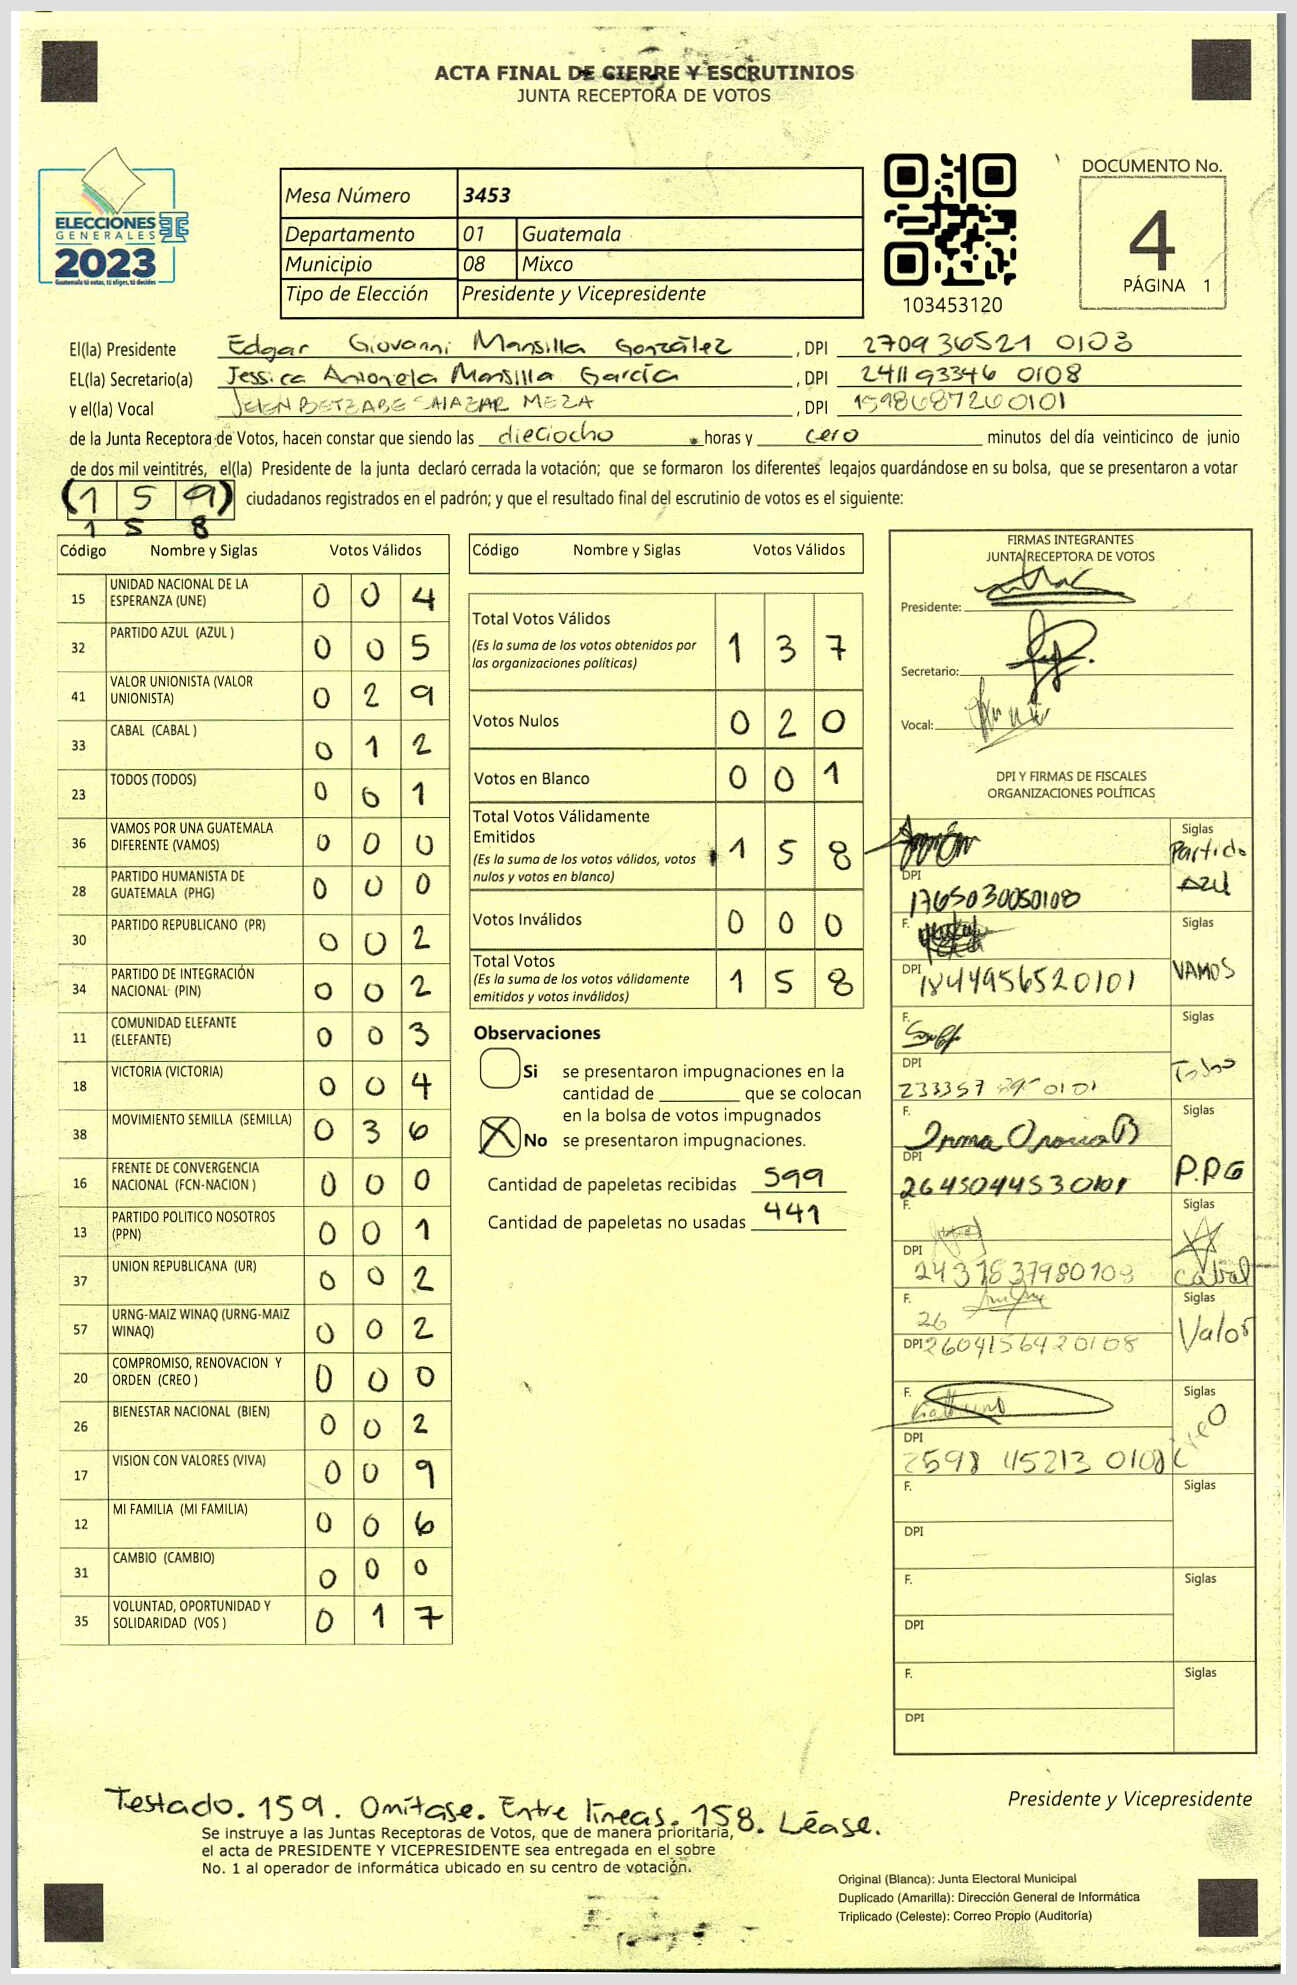 ACTA FINAL DE CIERRE Y ESCRUTINIOS
JUNTA RECEPTORA DE VOTOS
ELECCIONES
GENERALES
2023
Guatemala tú votas, tú eliges, tú decides
Mesa Número 3453
Departamento 01 Guatemala
Municipio 08 Mixco
Tipo de Elección Presidente y Vicepresidente
103453120
DOCUMENTO No.
4
PÁGINA 1
El(la) Presidente Edgar Giovanni Mansilla González, DPI 270936521 0103
EL(la) Secretario(a) Jessica Antonieta Mansilla García, DPI 241193346 0108
y el(la) Vocal BETZABE SALAZAR MEZA, DPI 1598687260101
de la Junta Receptora de Votos, hacen constar que siendo las dieciocho horas y cero minutos del día veinticinco de junio
de dos mil veintitrés, el(la) Presidente de la junta declaró cerrada la votación; que se formaron los diferentes legajos guardándose en su bolsa, que se presentaron a votar
(159) ciudadanos registrados en el padrón; y que el resultado final del escrutinio de votos es el siguiente:
1 5 8
Código Nombre y Siglas Votos Válidos
15 UNIDAD NACIONAL DE LA ESPERANZA (UNE) 0 0 4
32 PARTIDO AZUL (AZUL ) 0 0 5
41 VALOR UNIONISTA (VALOR UNIONISTA) 0 2 9
33 CABAL (CABAL ) 0 1 2
23 TODOS (TODOS) 0 0 1
36 VAMOS POR UNA GUATEMALA DIFERENTE (VAMOS) 0 0 0
28 PARTIDO HUMANISTA DE GUATEMALA (PHG) 0 0 0
30 PARTIDO REPUBLICANO (PR) 0 0 2
34 PARTIDO DE INTEGRACIÓN NACIONAL (PIN) 0 0 2
11 COMUNIDAD ELEFANTE (ELEFANTE) 0 0 3
18 VICTORIA (VICTORIA) 0 0 4
38 MOVIMIENTO SEMILLA (SEMILLA) 0 3 6
16 FRENTE DE CONVERGENCIA NACIONAL (FCN-NACION ) 0 0 0
13 PARTIDO POLITICO NOSOTROS (PPN) 0 0 1
37 UNION REPUBLICANA (UR) 0 0 2
57 URNG-MAIZ WINAQ (URNG-MAIZ WINAQ) 0 0 2
20 COMPROMISO, RENOVACION Y ORDEN (CREO ) 0 0 0
26 BIENESTAR NACIONAL (BIEN) 0 0 2
17 VISION CON VALORES (VIVA) 0 0 9
12 MI FAMILIA (MI FAMILIA) 0 0 6
31 CAMBIO (CAMBIO) 0 0 0
35 VOLUNTAD, OPORTUNIDAD Y SOLIDARIDAD (VOS ) 0 1 7
Código Nombre y Siglas Votos Válidos
Total Votos Válidos 1 3 7
(Es la suma de los votos obtenidos por
las organizaciones políticas)
Votos Nulos 0 2 0
Votos en Blanco 0 0 1
Total Votos Válidamente
Emitidos 1 5 8
(Es la suma de los votos válidos, votos
nulos y votos en blanco)
Votos Inválidos 0 0 0
Total Votos 1 5 8
(Es la suma de los votos válidamente
emitidos y votos inválidos)
Observaciones
Si se presentaron impugnaciones en la
cantidad de ________ que se colocan
en la bolsa de votos impugnados
X No se presentaron impugnaciones.
Cantidad de papeletas recibidas 599
Cantidad de papeletas no usadas 441
FIRMAS INTEGRANTES
JUNTA RECEPTORA DE VOTOS
Presidente:
Secretario:
Vocal:
DPI Y FIRMAS DE FISCALES
ORGANIZACIONES POLÍTICAS
Siglas Partido Azul
DPI 1765030050108
F. Siglas VAMOS
DPI 1844956520101
F. Siglas Todos
DPI 233357 0101
F. Irma Orozco B Siglas P.P.G
DPI 2645044530101
F. Siglas Cabal
DPI 2431837980108
F. 26 Siglas Valor
DPI 2604156420108
F. Siglas Creo
DPI 2598 45213 0108
F. Siglas
DPI
F. Siglas
DPI
F. Siglas
DPI
Presidente y Vicepresidente
Testado. 159. Omítase. Entre líneas. 158. Léase.
Se instruye a las Juntas Receptoras de Votos, que de manera prioritaria,
el acta de PRESIDENTE Y VICEPRESIDENTE sea entregada en el sobre
No. 1 al operador de informática ubicado en su centro de votación.
Original (Blanca): Junta Electoral Municipal
Duplicado (Amarilla): Dirección General de Informática
Triplicado (Celeste): Correo Propio (Auditoría)